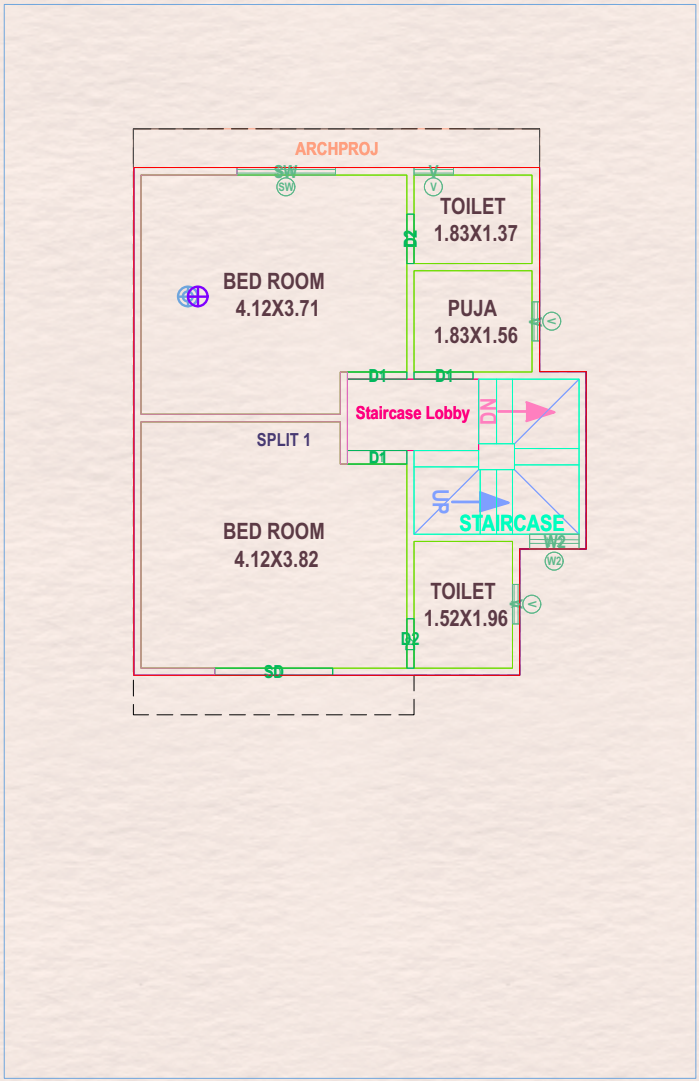 ARCHPROJ
SW
V
SW
V
TOILET
1.83X1.37
D2
BED ROOM
4.12X3.71
PUJA
1.83X1.56
V
V
D1
D1
Staircase Lobby
DN
SPLIT 1
D1
UP
STAIRCASE
BED ROOM
4.12X3.82
W2
W2
TOILET
1.52X1.96
V
V
D2
SD